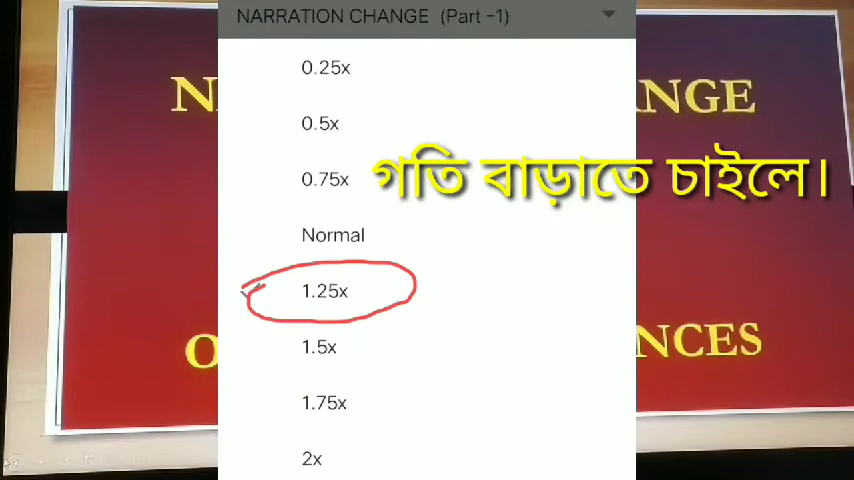 NARRATION CHANGE (Part -1)
0.25x
0.5x
0.75x
গতি বাড়াতে চাইলে।
Normal
1.25x
1.5x
1.75x
2x
N
NGE
O
NCES